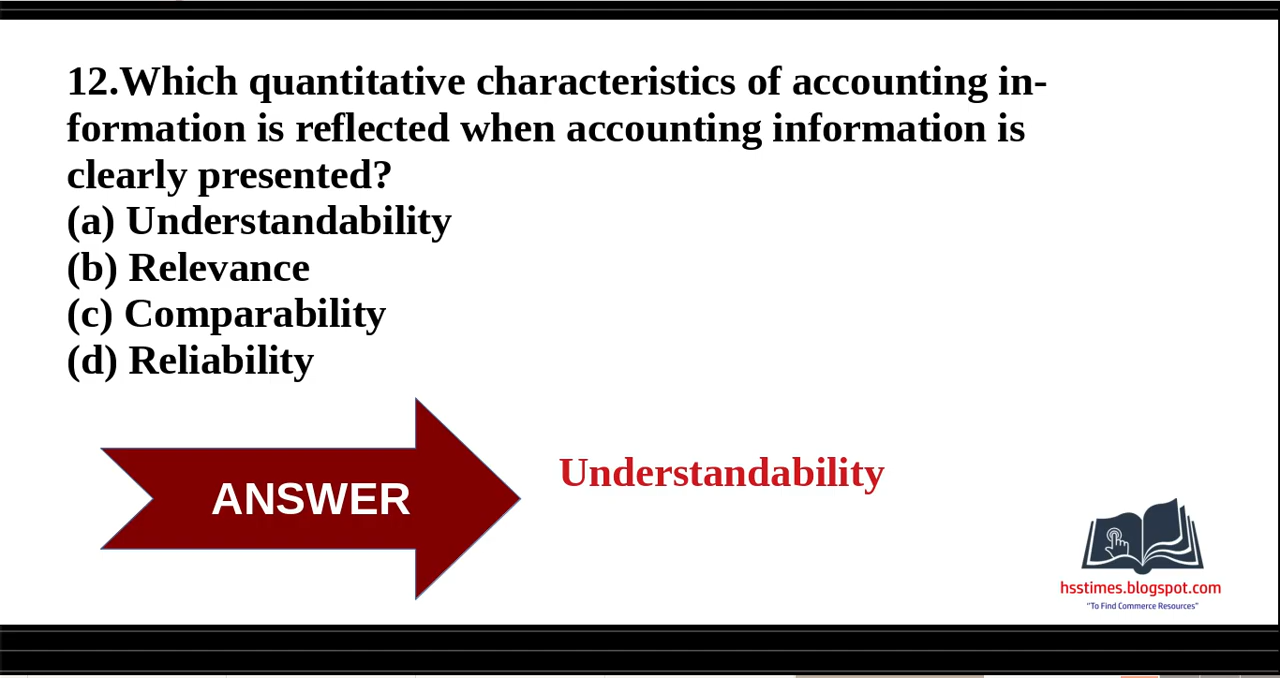 12.Which quantitative characteristics of accounting in-
formation is reflected when accounting information is
clearly presented?
(a) Understandability
(b) Relevance
(c) Comparability
(d) Reliability
ANSWER
Understandability
hsstimes.blogspot.com
"To Find Commerce Resources"